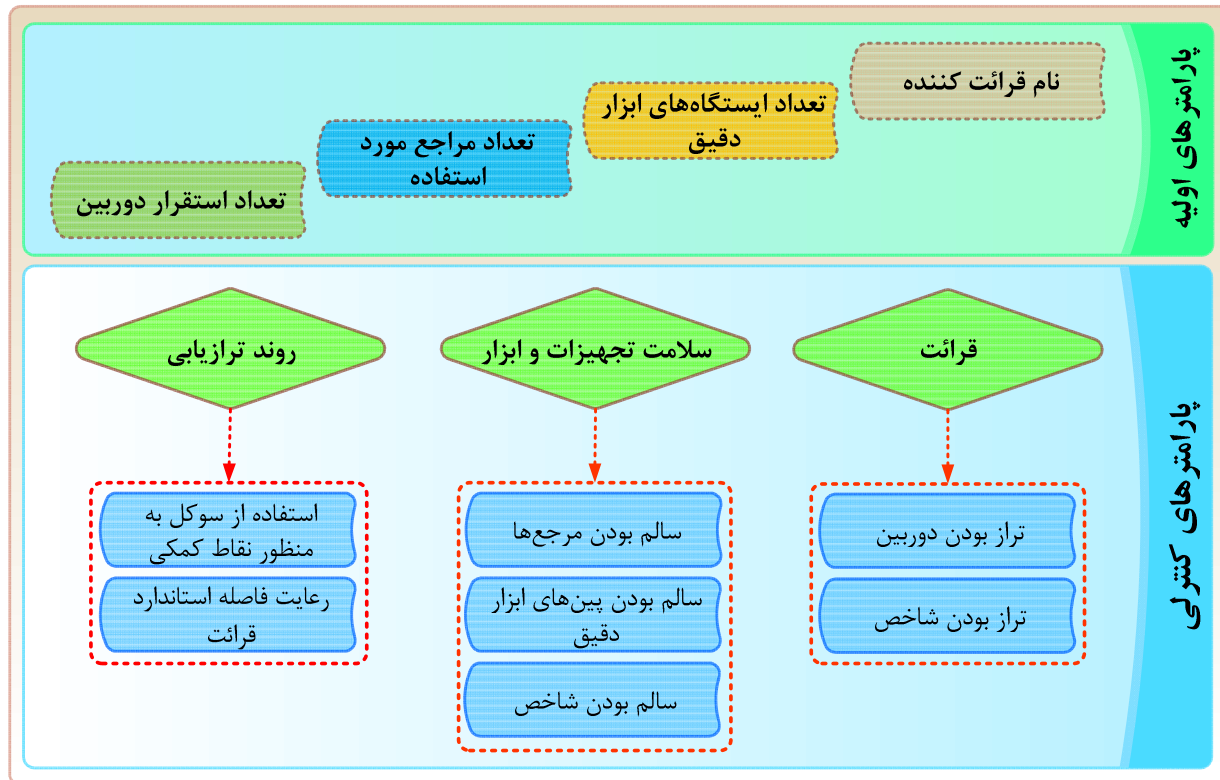 پارامترهای اولیه
نام قرائت کننده
تعداد ایستگاه‌های ابزار
دقیق
تعداد مراجع مورد
استفاده
تعداد استقرار دوربین
پارامترهای کنترلی
قرائت
تراز بودن دوربین
تراز بودن شاخص
سلامت تجهیزات و ابزار
سالم بودن مرجع‌ها
سالم بودن پین‌های ابزار
دقیق
سالم بودن شاخص
روند ترازیابی
استفاده از سوکل به
منظور نقاط کمکی
رعایت فاصله استاندارد
قرائت